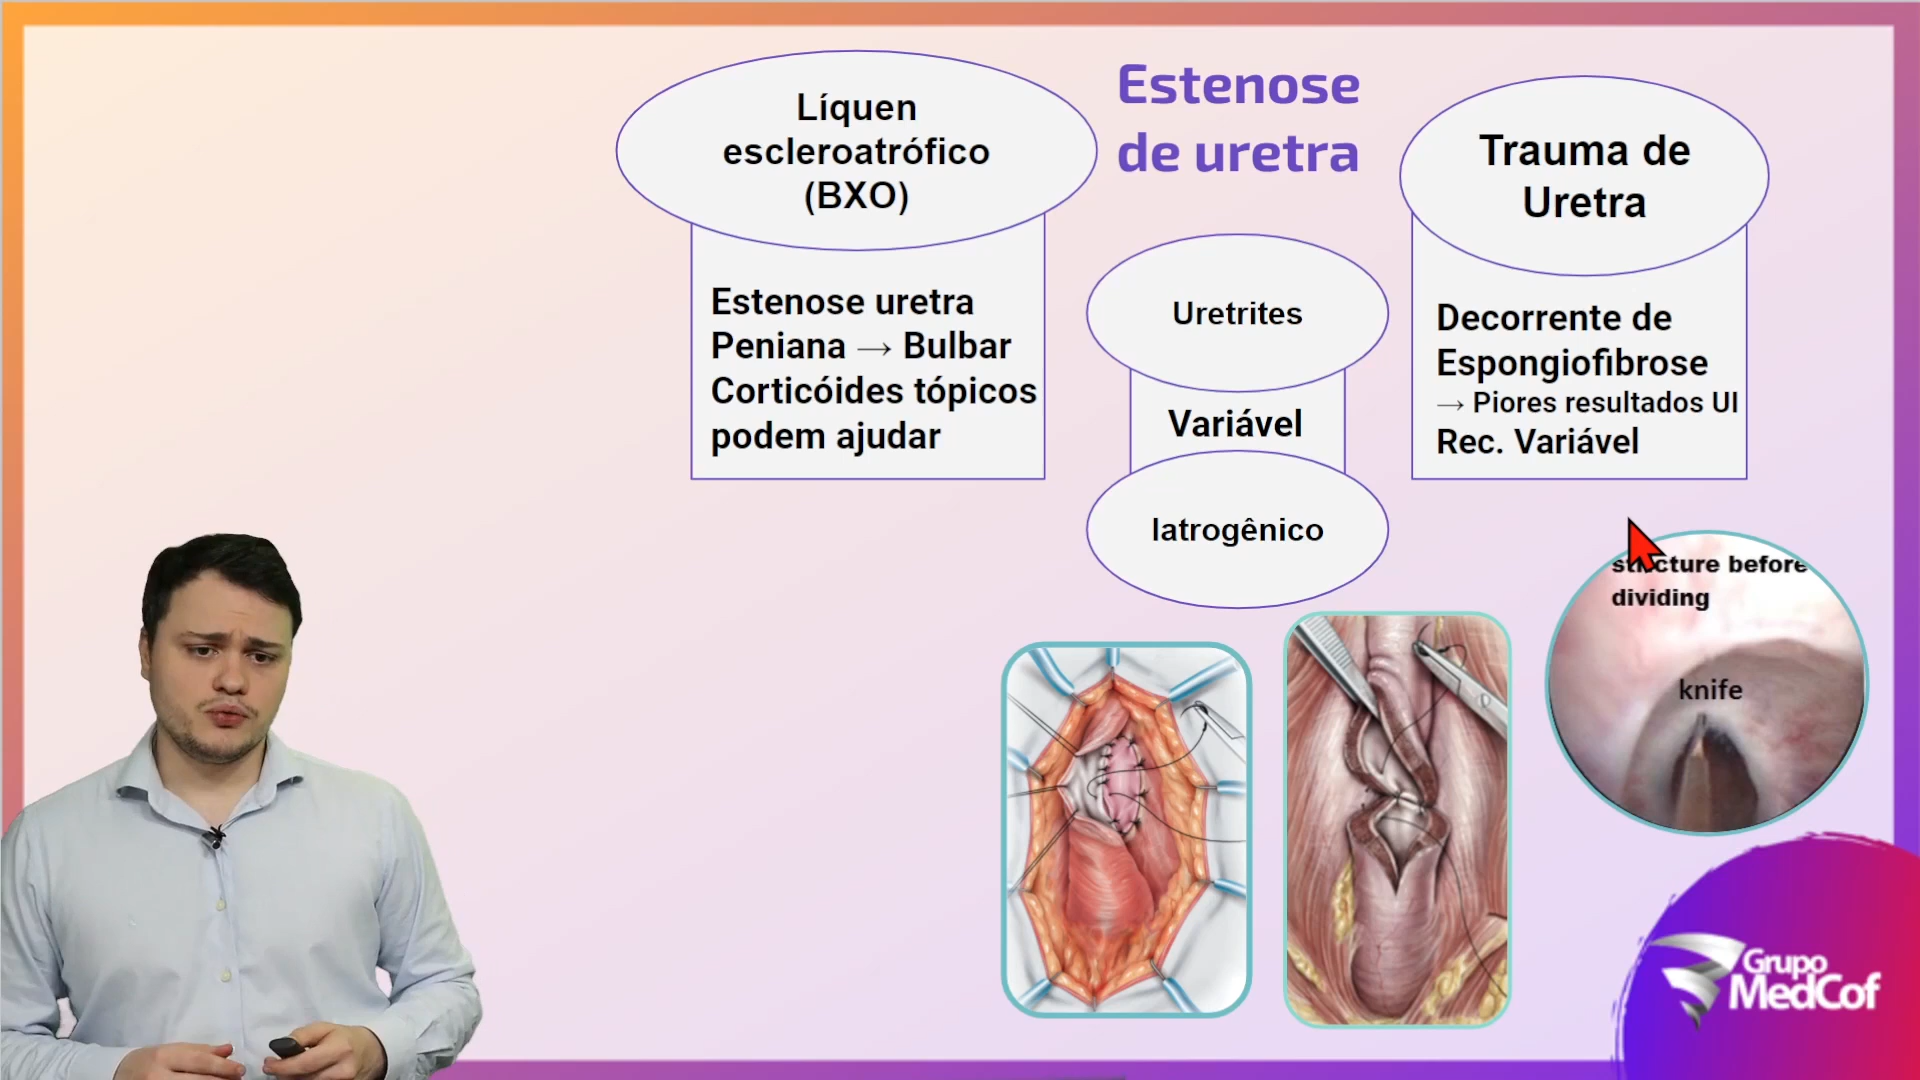 Estenose
de uretra
Líquen
escleroatrófico
(BXO)
Estenose uretra
Peniana → Bulbar
Corticóides tópicos
podem ajudar
Uretrites
Variável
Iatrogênico
Trauma de
Uretra
Decorrente de
Espongiofibrose
→ Piores resultados UI
Rec. Variável
before
dividing
knife
Grupo
MedCof